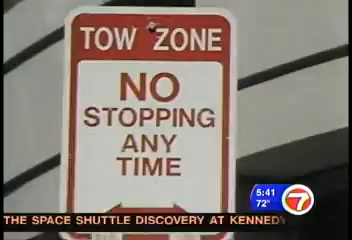 TOW ZONE
NO
STOPPING
ANY
TIME
5:41
72°
7
THE SPACE SHUTTLE DISCOVERY AT KENNEDY